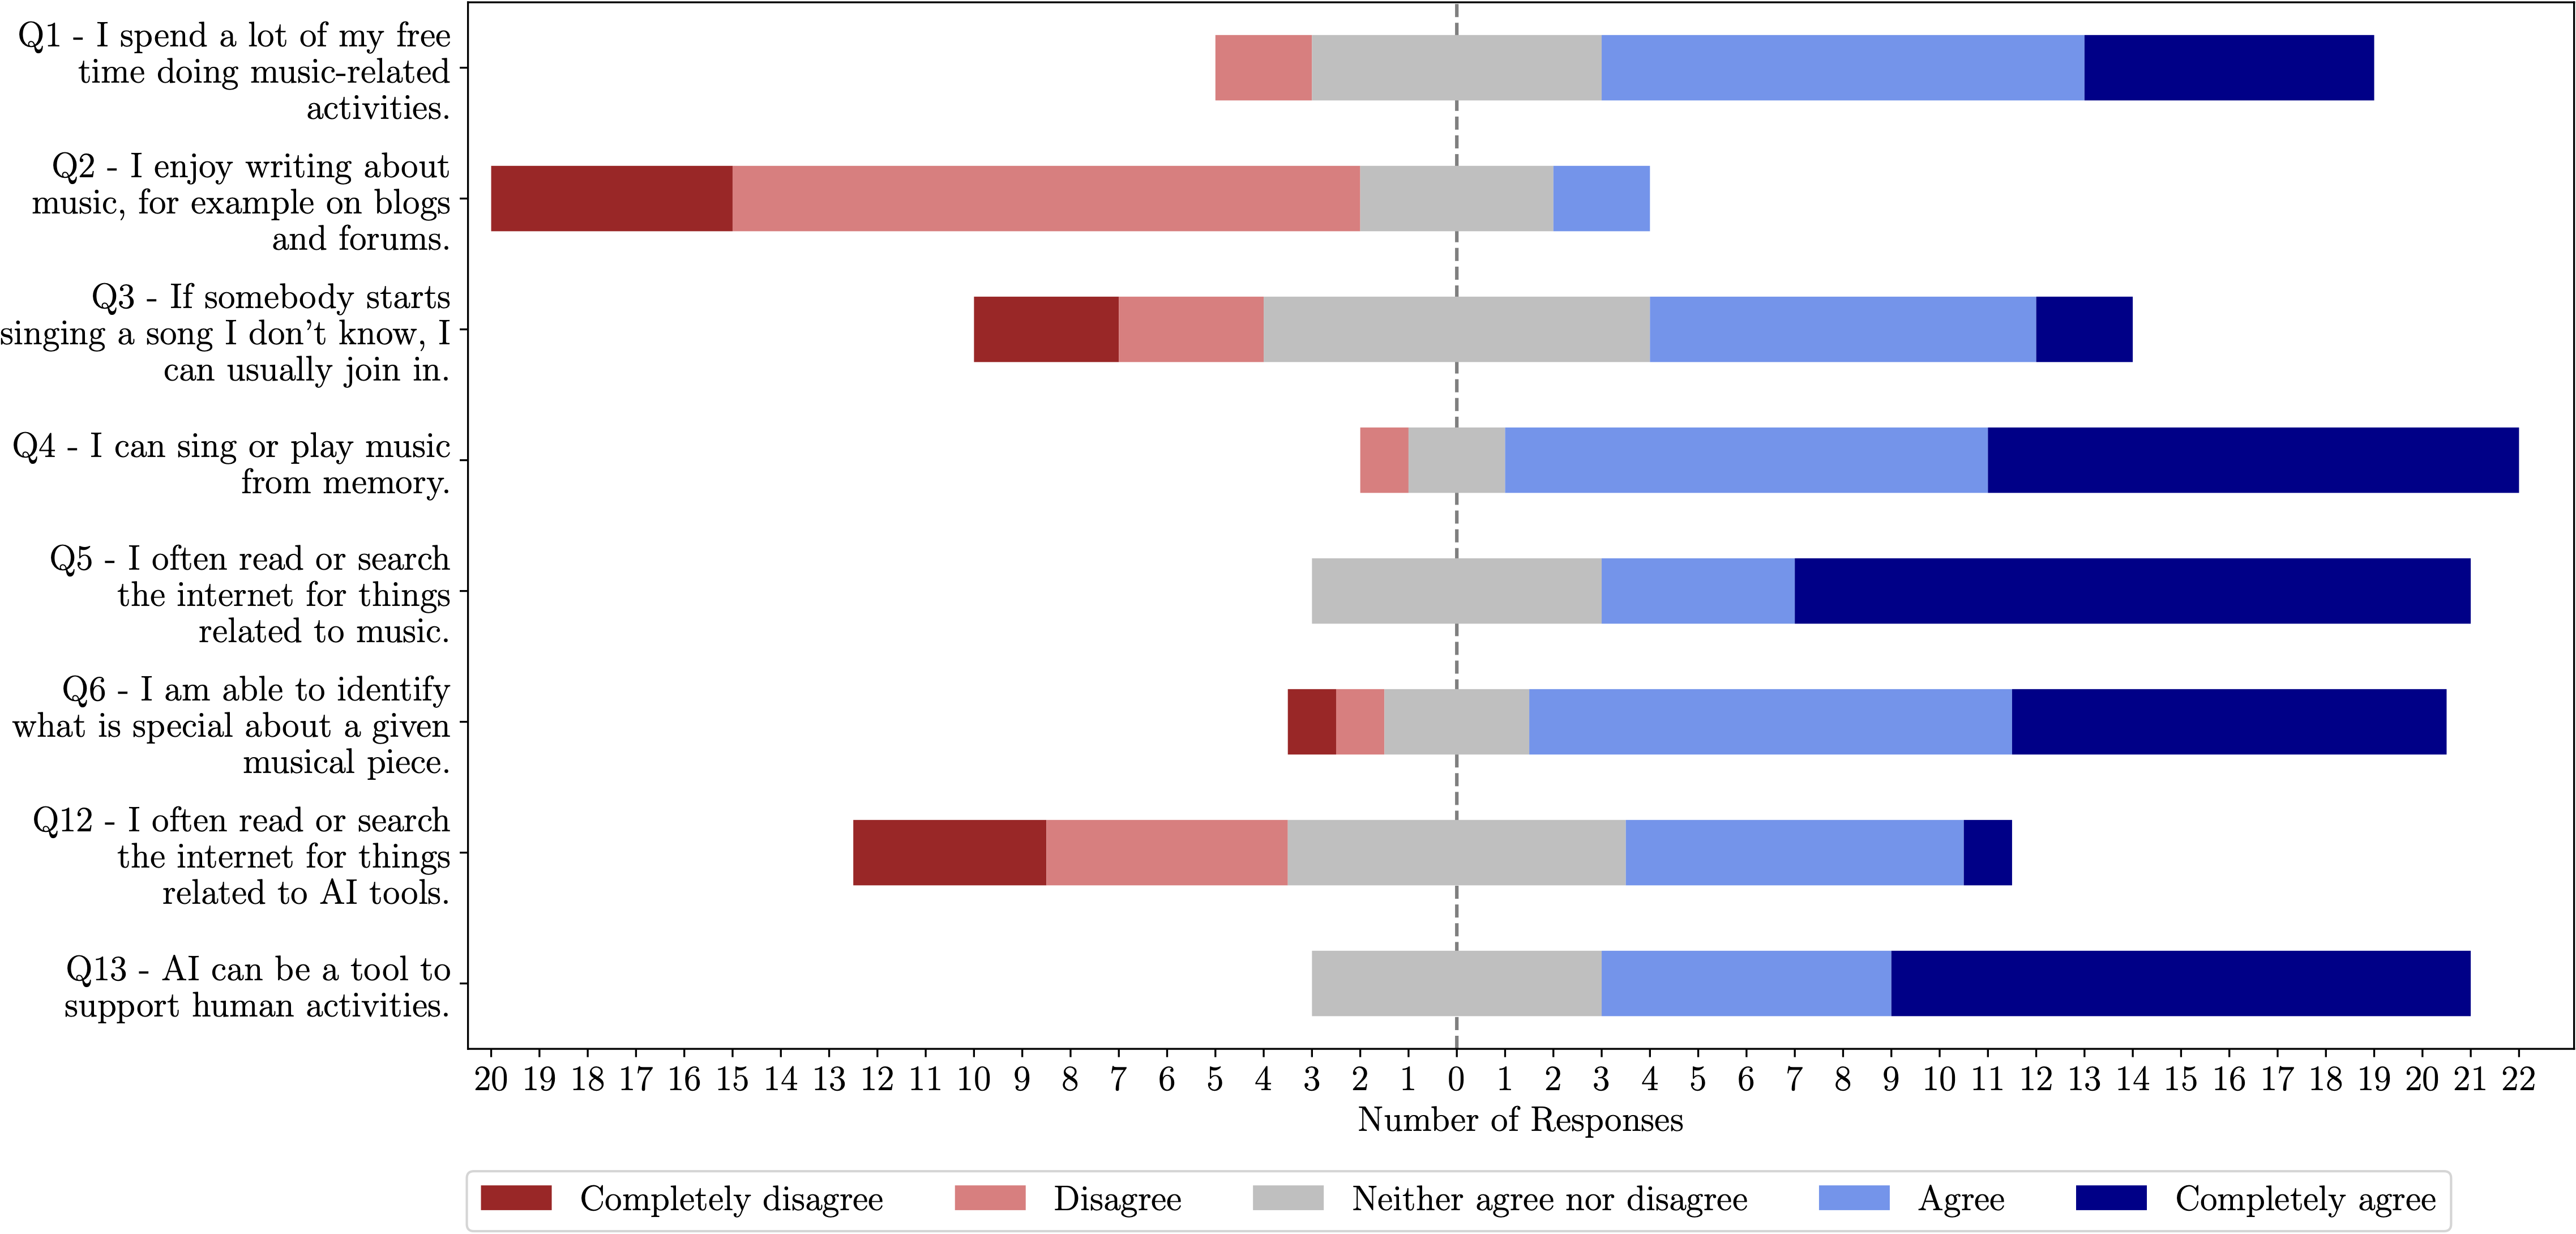 Q1 - I spend a lot of my free
time doing music-related
activities.
Q2 - I enjoy writing about
music, for example on blogs
and forums.
Q3 - If somebody starts
singing a song I don't know, I
can usually join in.
Q4 - I can sing or play music
from memory.
Q5 - I often read or search
the internet for things
related to music.
Q6 - I am able to identify
what is special about a given
musical piece.
Q12 - I often read or search
the internet for things
related to AI tools.
Q13 - AI can be a tool to
support human activities.
20 19 18 17 16 15 14 13 12 11 10 9 8 7 6 5 4 3 2 1 0 1 2 3 4 5 6 7 8 9 10 11 12 13 14 15 16 17 18 19 20 21 22
Number of Responses
Completely disagree Disagree Neither agree nor disagree Agree Completely agree